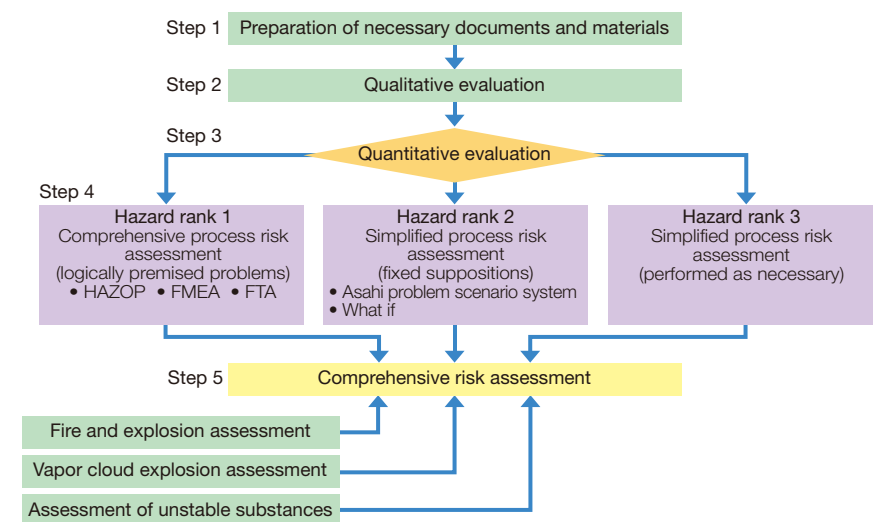 Step 1
Preparation of necessary documents and materials
Step 2
Qualitative evaluation
Step 3
Quantitative evaluation
Step 4
Hazard rank 1
Comprehensive process risk
assessment
(logically premised problems)
• HAZOP • FMEA • FTA
Hazard rank 2
Simplified process risk
assessment
(fixed suppositions)
• Asahi problem scenario system
• What if
Hazard rank 3
Simplified process risk
assessment
(performed as necessary)
Step 5
Comprehensive risk assessment
Fire and explosion assessment
Vapor cloud explosion assessment
Assessment of unstable substances